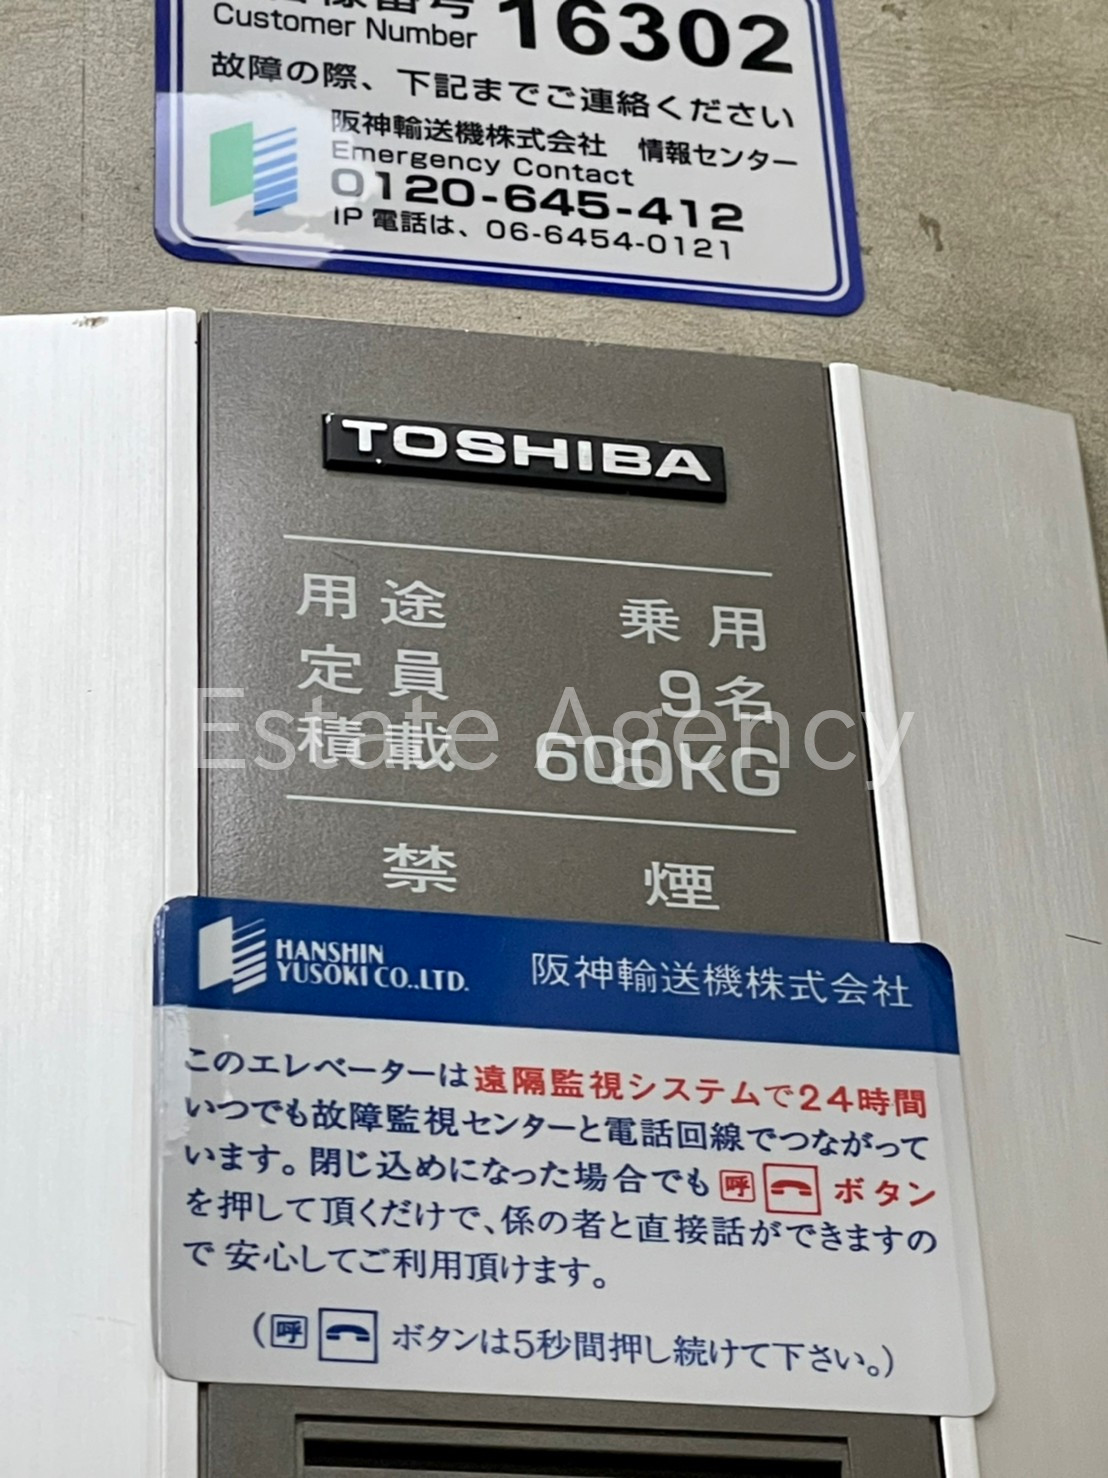 Customer Number 16302
故障の際、下記までご連絡ください
阪神輸送機株式会社 情報センター
Emergency Contact
0120-645-412
IP電話は、06-6454-0121
TOSHIBA
用途 乗用
定員 9名
積載 600KG
Estate Agency
禁煙
HANSHIN
YUSOKI CO.,LTD.
阪神輸送機株式会社
このエレベーターは遠隔監視システムで24時間
いつでも故障監視センターと電話回線でつながって
います。閉じ込めになった場合でも呼 ボタン
を押して頂くだけで、係の者と直接話ができますの
で安心してご利用頂けます。
(呼 ボタンは5秒間押し続けて下さい。)